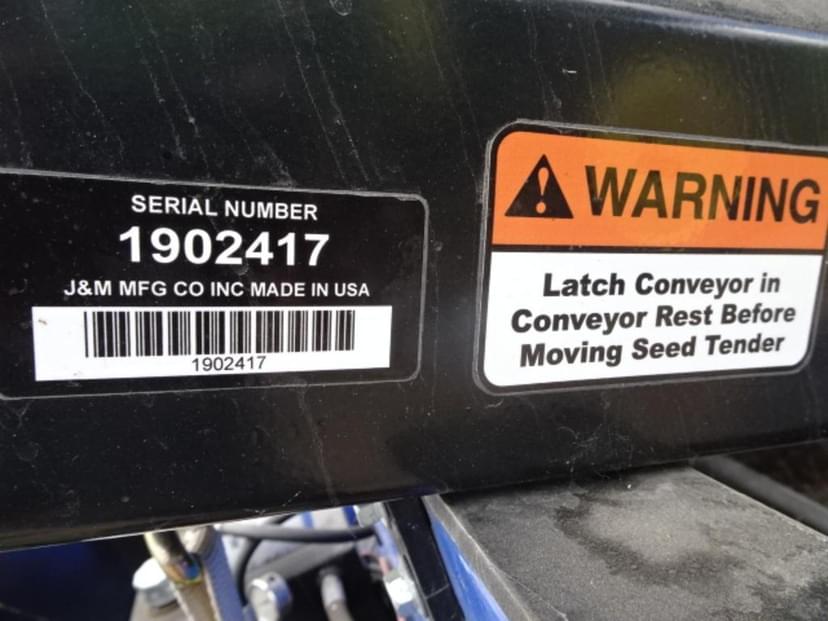 SERIAL NUMBER
1902417
J&M MFG CO INC MADE IN USA
1902417
WARNING
Latch Conveyor in
Conveyor Rest Before
Moving Seed Tender